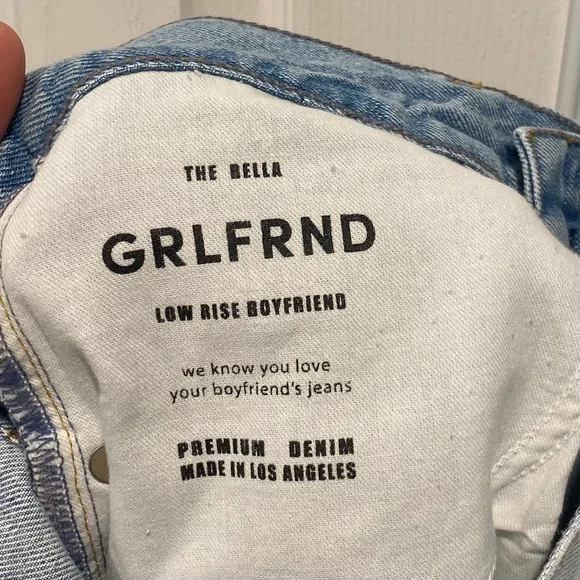 THE BELLA
GRLFRND
LOW RISE BOYFRIEND
we know you love
your boyfriend's jeans
PREMIUM DENIM
MADE IN LOS ANGELES